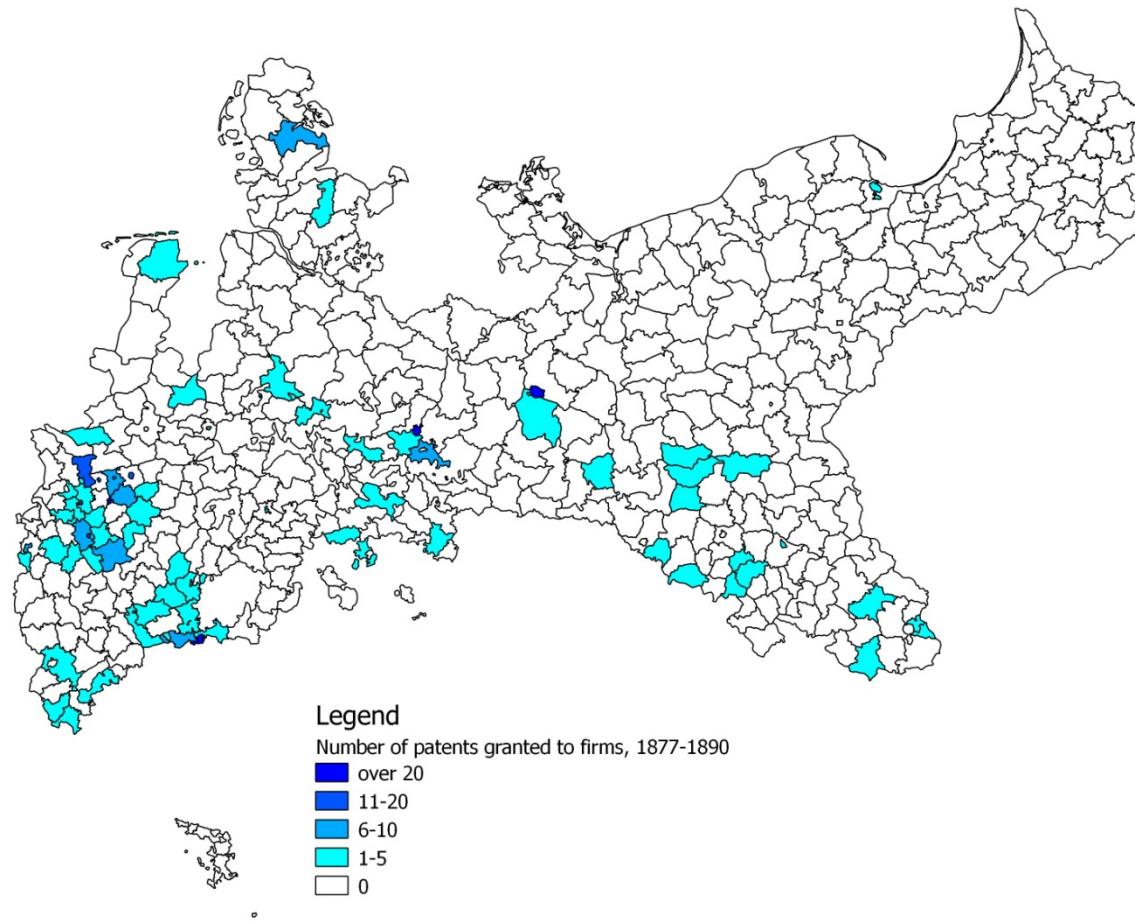 Legend
Number of patents granted to firms, 1877-1890
over 20
11-20
6-10
1-5
0